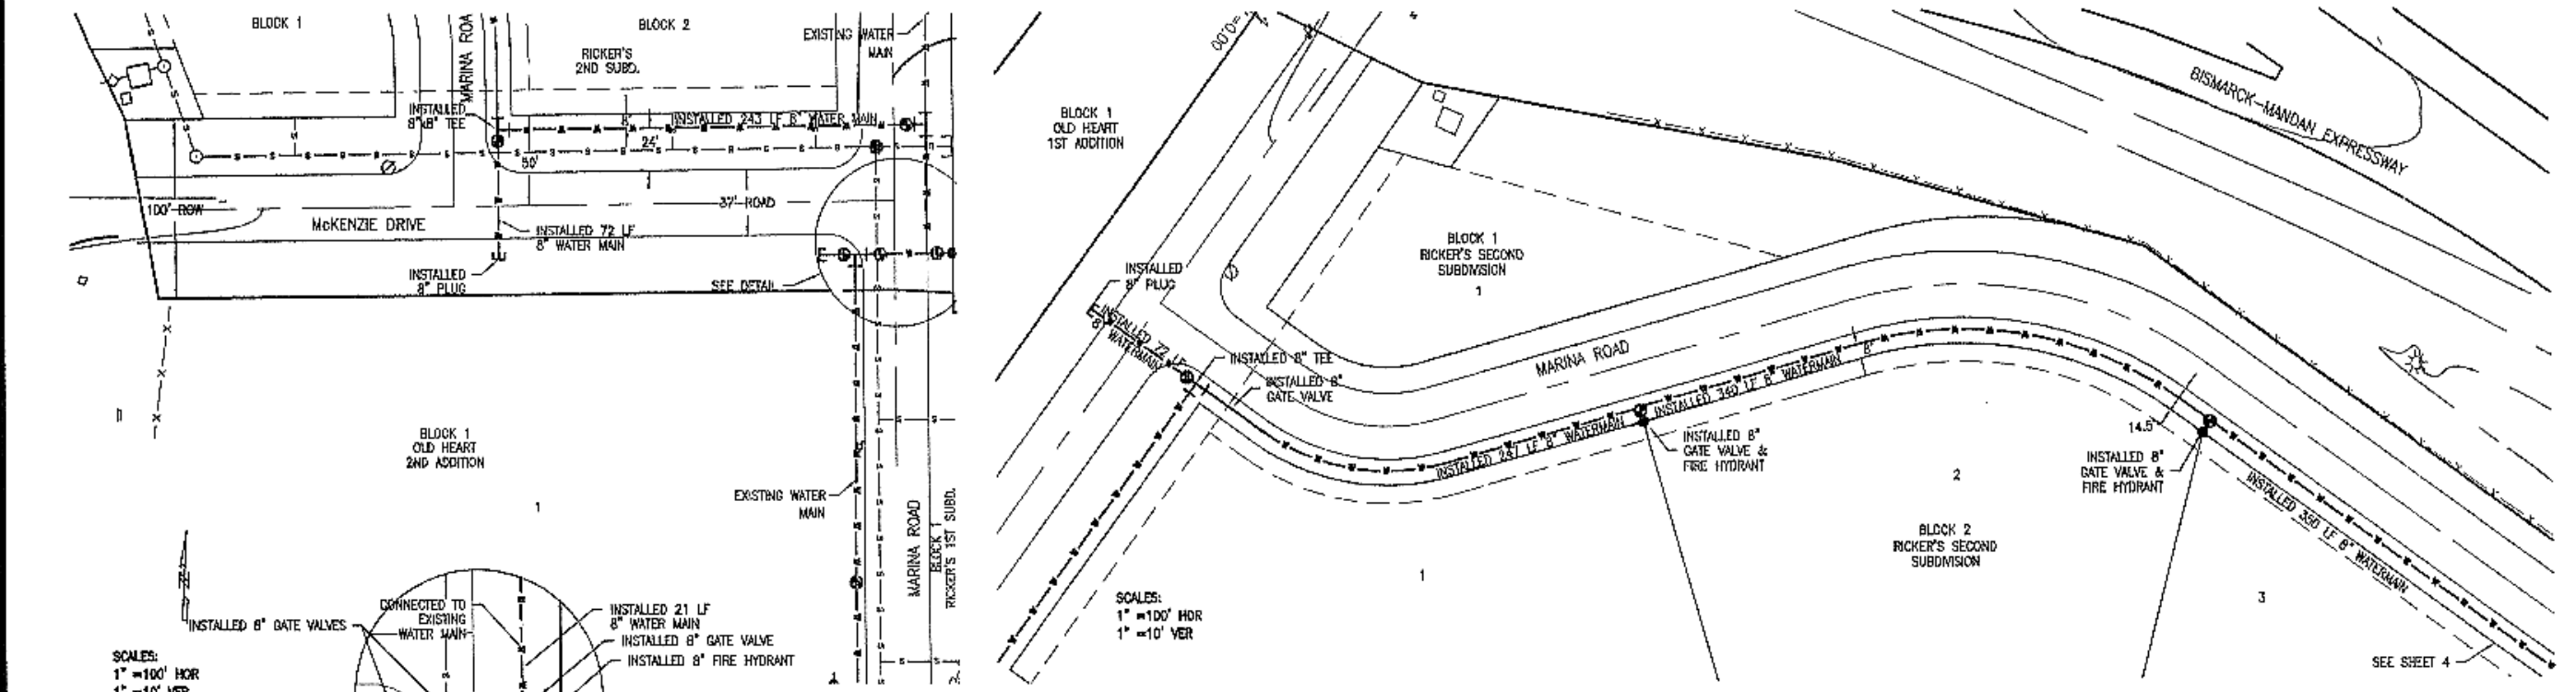 BLOCK 1
MARINA ROA
BLOCK 2
RICKER'S
2ND SUBD.
EXISTING WATER
MAIN
INSTALLED
8"x8" TEE
INSTALLED 243 LF 8" WATER MAIN
8'
24'
50'
100' ROW
McKENZIE DRIVE
37' ROAD
INSTALLED 72 LF
8" WATER MAIN
INSTALLED
8" PLUG
SEE DETAIL
BLOCK 1
OLD HEART
2ND ADDITION
1
EXISTING WATER
MAIN
MARINA ROAD
BLOCK 1
RICKER'S 1ST SUBD.
INSTALLED 8" GATE VALVES
CONNECTED TO
EXISTING
WATER MAIN
INSTALLED 21 LF
8" WATER MAIN
INSTALLED 8" GATE VALVE
INSTALLED 8" FIRE HYDRANT
SCALES:
1" =100' HOR
1" =10' VER
BLOCK 1
OLD HEART
1ST ADDITION
BISMARCK-MANDAN EXPRESSWAY
BLOCK 1
RICKER'S SECOND
SUBDIVISION
1
INSTALLED
8" PLUG
INSTALLED 72 LF
8" WATERMAIN
INSTALLED 8" TEE
INSTALLED 8"
GATE VALVE
MARINA ROAD
INSTALLED 247 LF 8" WATERMAIN
INSTALLED 340 LF 8" WATERMAIN
8'
INSTALLED 8"
GATE VALVE &
FIRE HYDRANT
14.5'
INSTALLED 8"
GATE VALVE &
FIRE HYDRANT
INSTALLED 350 LF 8" WATERMAIN
2
BLOCK 2
RICKER'S SECOND
SUBDIVISION
1
3
SCALES:
1" =100' HOR
1" =10' VER
SEE SHEET 4